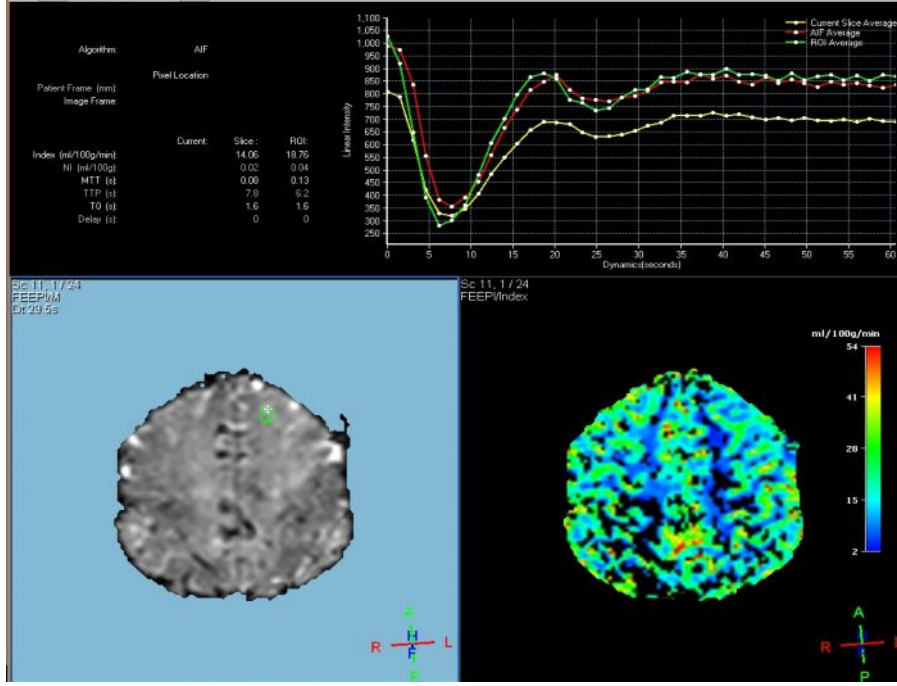 Algorithm: AIF
Pixel Location
Patient Frame (mm):
Image Frame:
Current: Slice : ROI:
Index (ml/100g/min): 14.06 18.76
NI (ml/100g): 0.02 0.04
MTT (s): 0.08 0.13
TTP (s): 7.8 6.2
T0 (s): 1.6 1.6
Delay (s): 0 0
Current Slice Average
AIF Average
ROI Average
Lineal Intensity
1,100
1,050
1,000
950
900
850
800
750
700
650
600
550
500
450
400
350
300
250
0 5 10 15 20 25 30 35 40 45 50 55 60
Dynamics(seconds)
Sc 11, 1 / 24
FEEPI/M
Dt 29.5s
A
R H L
F
P
Sc 11, 1 / 24
FEEPI/Index
ml/100g/min
54
41
28
15
2
A
R L
P